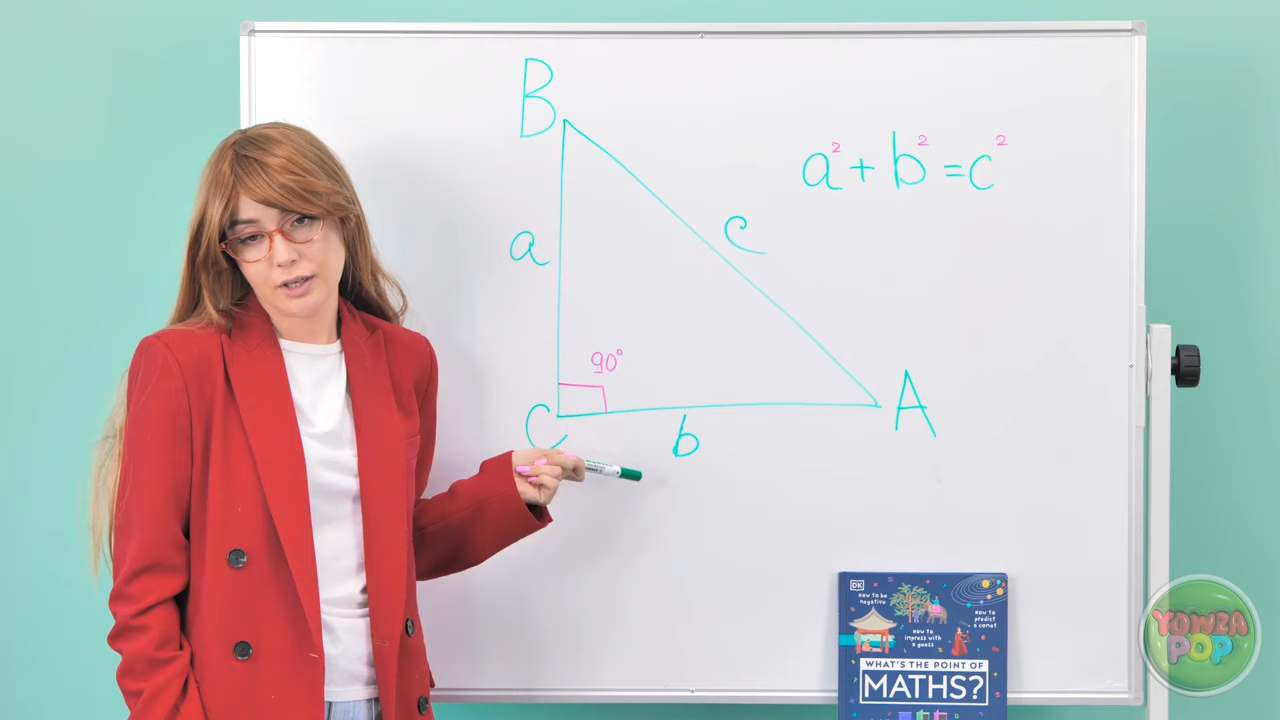 B
a² + b² = c²
a
c
90°
C
b
A
DK
HOW TO BE NEGATIVE
HOW TO PREDICT A COMET
HOW TO IMPRESS WITH A GUESS
WHAT'S THE POINT OF
MATHS?
YOWZA
POP